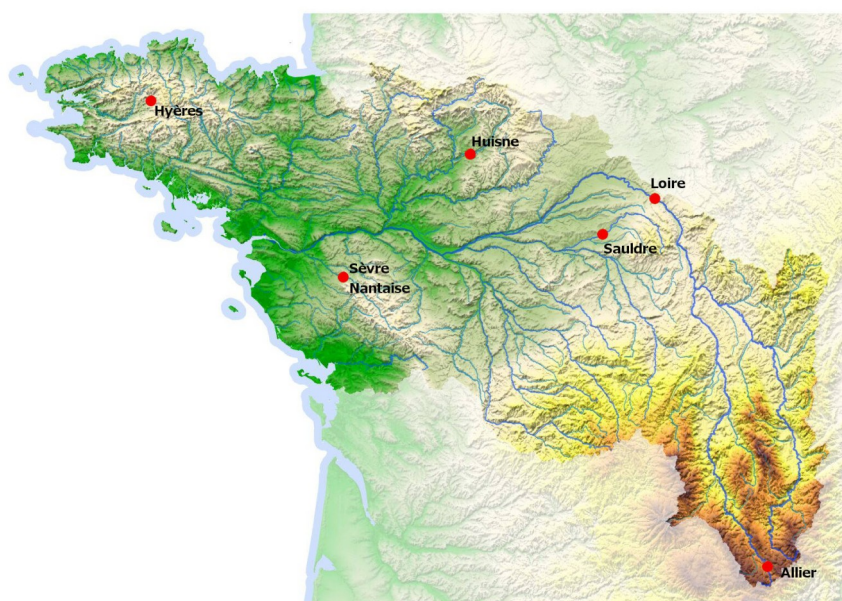 Hyères
Huisne
Loire
Sauldre
Sèvre
Nantaise
Allier